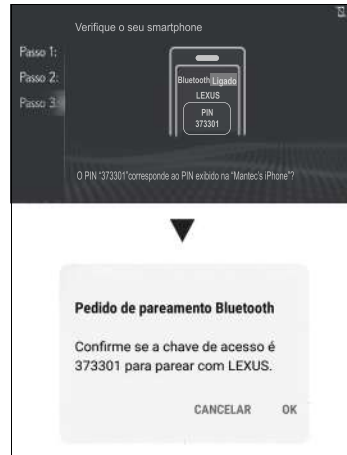 Verifique o seu smartphone
Passo 1:
Passo 2:
Passo 3:
Bluetooth Ligado
LEXUS
PIN
373301
O PIN "373301"corresponde ao PIN exibido na "Mantec's iPhone"?
Pedido de pareamento Bluetooth
Confirme se a chave de acesso é
373301 para parear com LEXUS.
CANCELAR OK